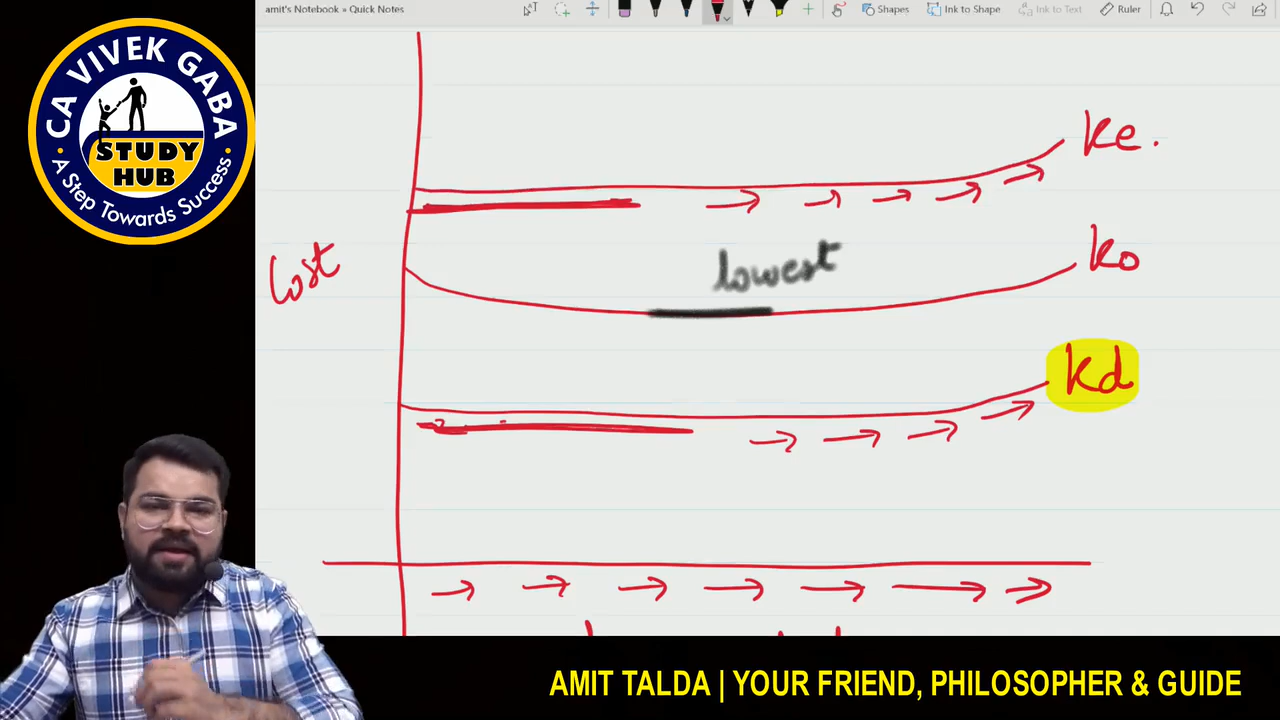 amit's Notebook » Quick Notes
Shapes
Ink to Shape
Ink to Text
Ruler
CA VIVEK GABA
STUDY
HUB
A Step Towards Success
ke.
lowest
ko
Cost
kd
AMIT TALDA | YOUR FRIEND, PHILOSOPHER & GUIDE